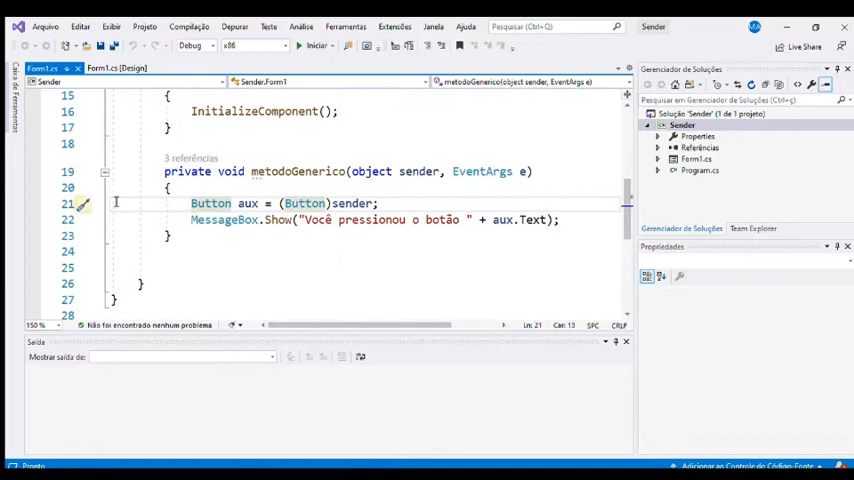 Arquivo Editar Exibir Projeto Compilação Depurar Teste Análise Ferramentas Extensões Janela Ajuda Pesquisar (Ctrl+Q) Sender MA
Debug x86 Iniciar Live Share
Form1.cs Form1.cs [Design]
Sender Sender.Form1 metodoGenerico(object sender, EventArgs e)
Caixa de Ferramentas
15 {
16 InitializeComponent();
17 }
18
3 referências
19 private void metodoGenerico(object sender, EventArgs e)
20 {
21 Button aux = (Button)sender;
22 MessageBox.Show("Você pressionou o botão " + aux.Text);
23 }
24
25
26 }
27 }
28
150 % Não foi encontrado nenhum problema Ln: 21 Car: 13 SPC CRLF
Saída
Mostrar saída de:
Gerenciador de Soluções
Pesquisar em Gerenciador de Soluções (Ctrl+ç)
Solução 'Sender' (1 de 1 projeto)
Sender
Properties
Referências
Form1.cs
Program.cs
Gerenciador de Soluções Team Explorer
Propriedades
Projeto Adicionar ao Controle do Código-Fonte